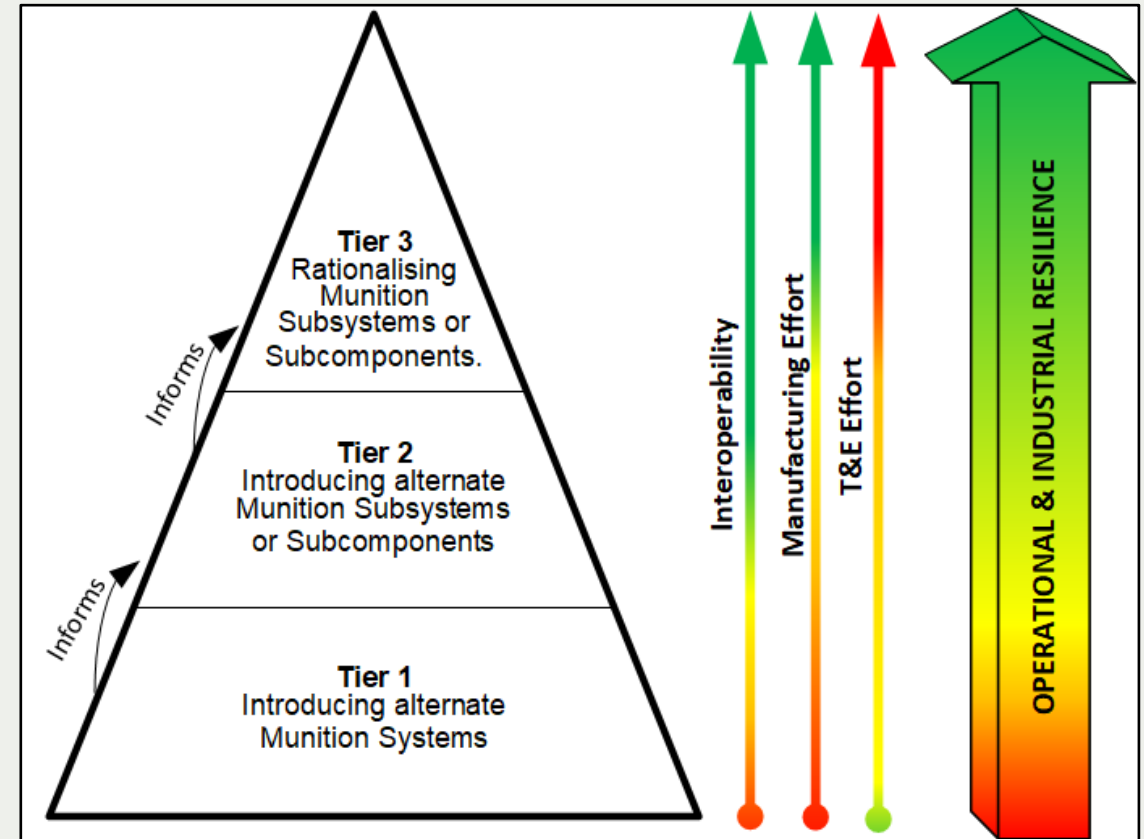 Tier 3
Rationalising
Munition
Subsystems or
Subcomponents.
Informs
Tier 2
Introducing alternate
Munition Subsystems
or Subcomponents
Informs
Tier 1
Introducing alternate
Munition Systems
Interoperability
Manufacturing Effort
T&E Effort
OPERATIONAL & INDUSTRIAL RESILIENCE